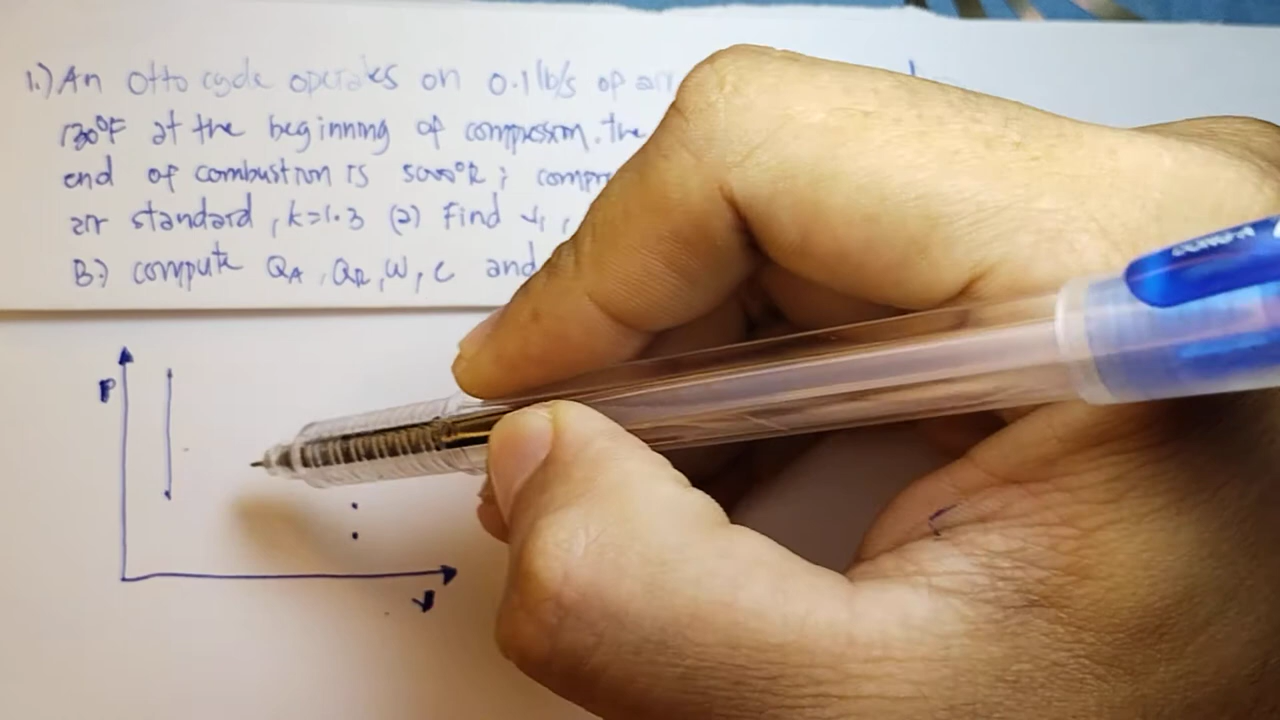 1.) An Otto cycle operates on 0.1 lb/s of air
130°F at the beginning of compression. the
end of combustion is 5000°R ;
air standard, k=1.3 (a) Find V1,
B.) compute QA, QR, W, e and
P
V